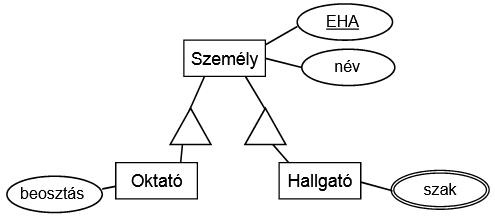 EHA
Személy
név
Oktató
Hallgató
beosztás
szak